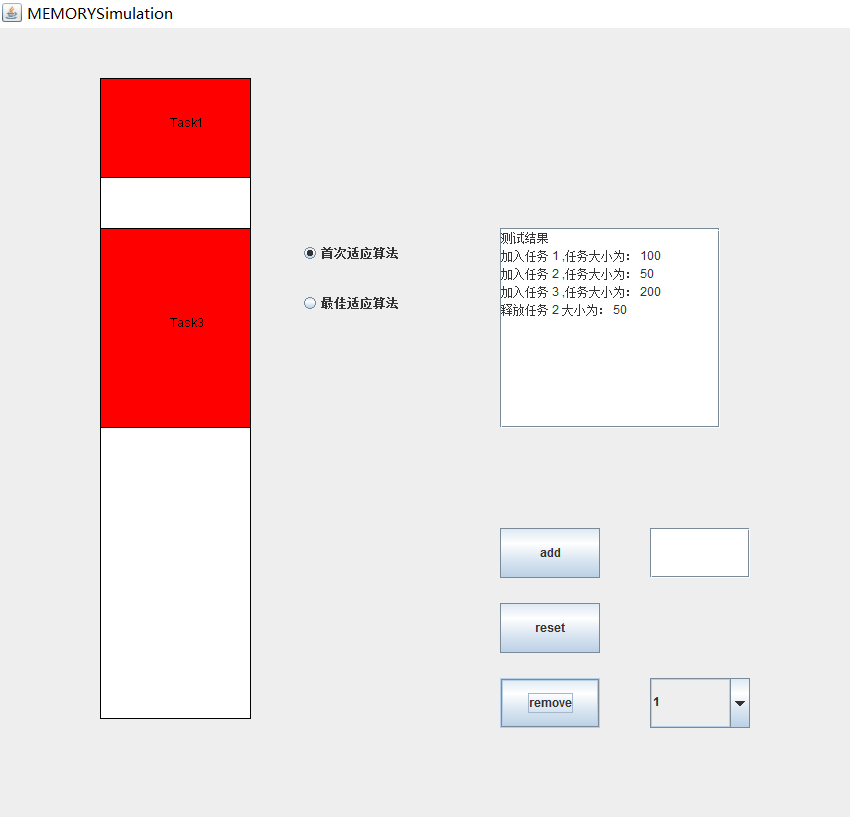 MEMORYSimulation
Task1
Task3
首次适应算法
最佳适应算法
测试结果
加入任务 1 ,任务大小为： 100
加入任务 2 ,任务大小为： 50
加入任务 3 ,任务大小为： 200
释放任务 2 大小为： 50
add
reset
remove
1